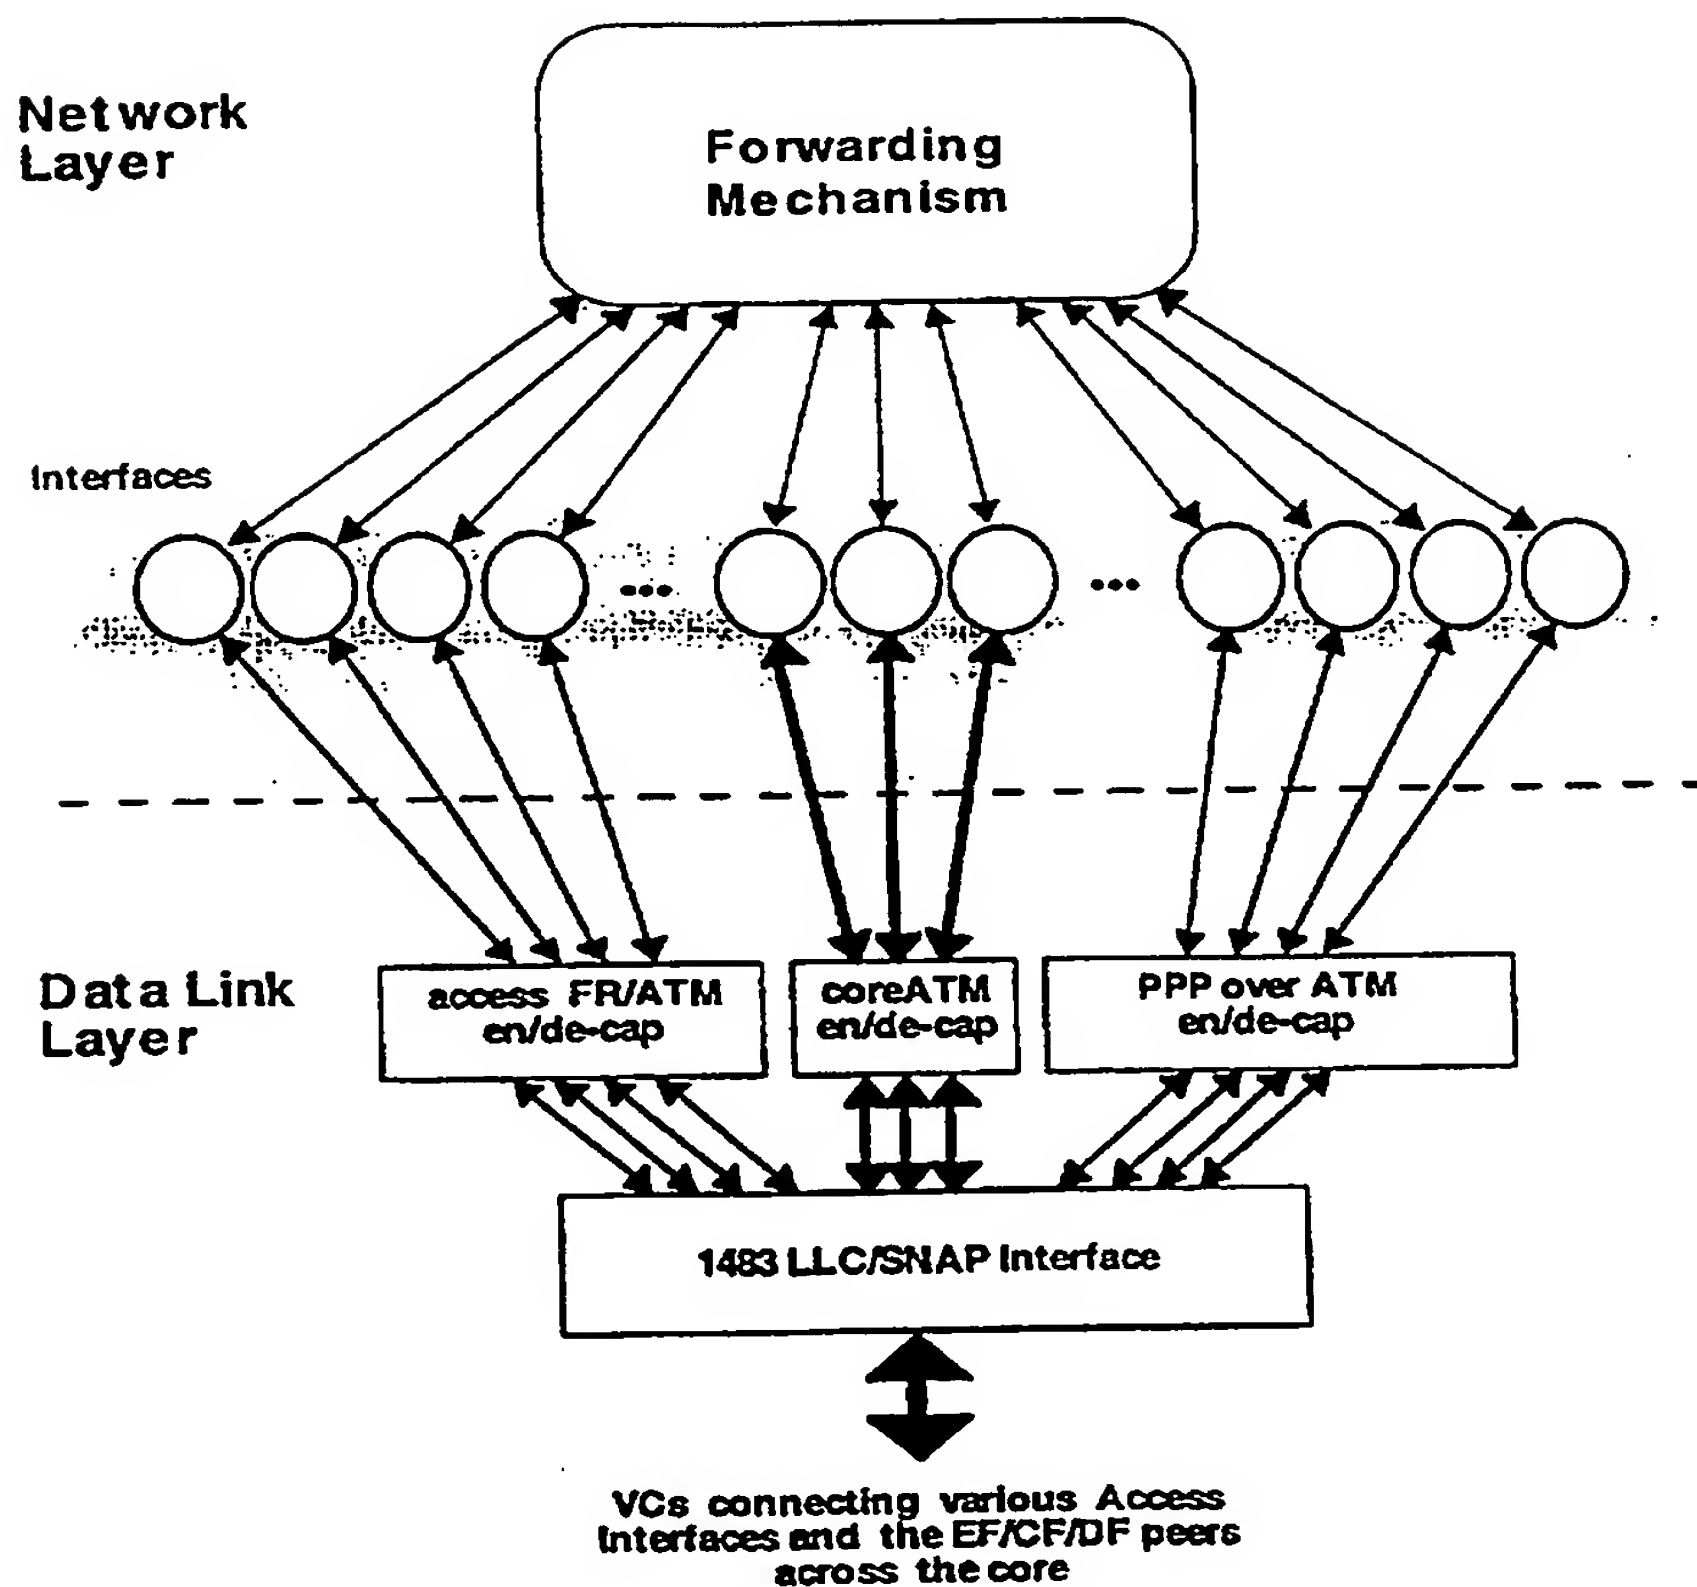 Network
Layer
Forwarding
Mechanism
Interfaces
...
...
Data Link
Layer
access FR/ATM
en/de-cap
coreATM
en/de-cap
PPP over ATM
en/de-cap
1483 LLC/SNAP Interface
VCs connecting various Access
Interfaces and the EF/CF/DF peers
across the core